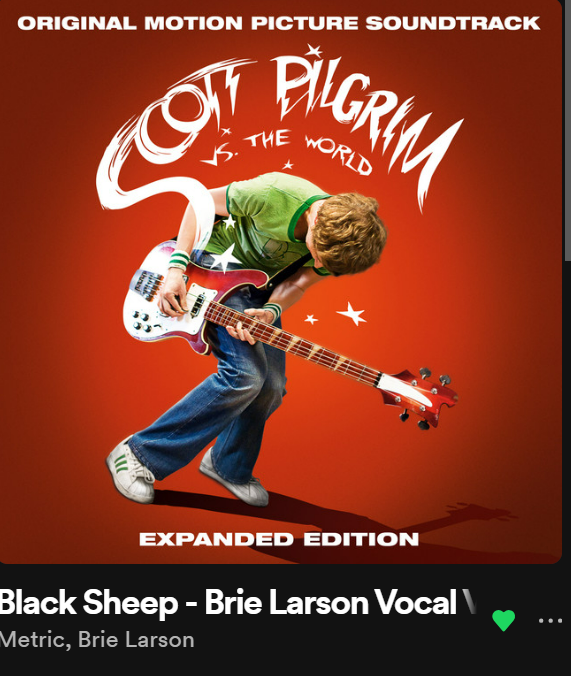 ORIGINAL MOTION PICTURE SOUNDTRACK
SCOTT PILGRIM
VS. THE WORLD
EXPANDED EDITION
Black Sheep - Brie Larson Vocal
Metric, Brie Larson